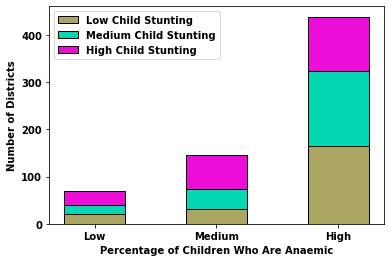 Low Child Stunting
Medium Child Stunting
High Child Stunting
400
300
200
100
0
Number of Districts
Low Medium High
Percentage of Children Who Are Anaemic